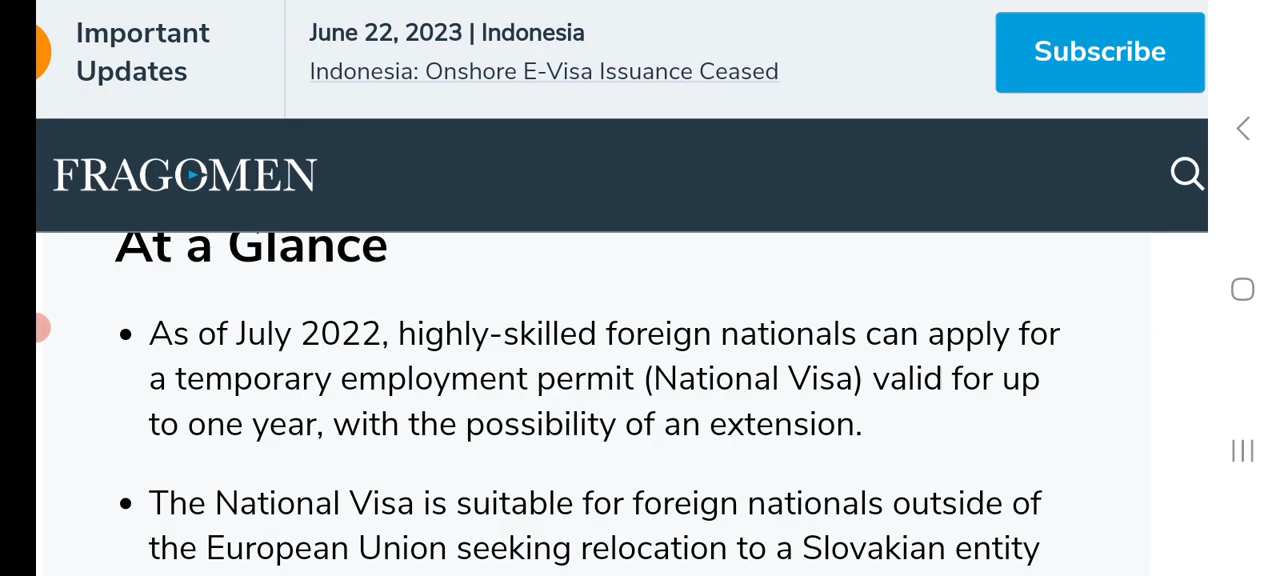 Important
Updates
June 22, 2023 | Indonesia
Indonesia: Onshore E-Visa Issuance Ceased
Subscribe
FRAGOMEN
At a Glance
• As of July 2022, highly-skilled foreign nationals can apply for
a temporary employment permit (National Visa) valid for up
to one year, with the possibility of an extension.
• The National Visa is suitable for foreign nationals outside of
the European Union seeking relocation to a Slovakian entity